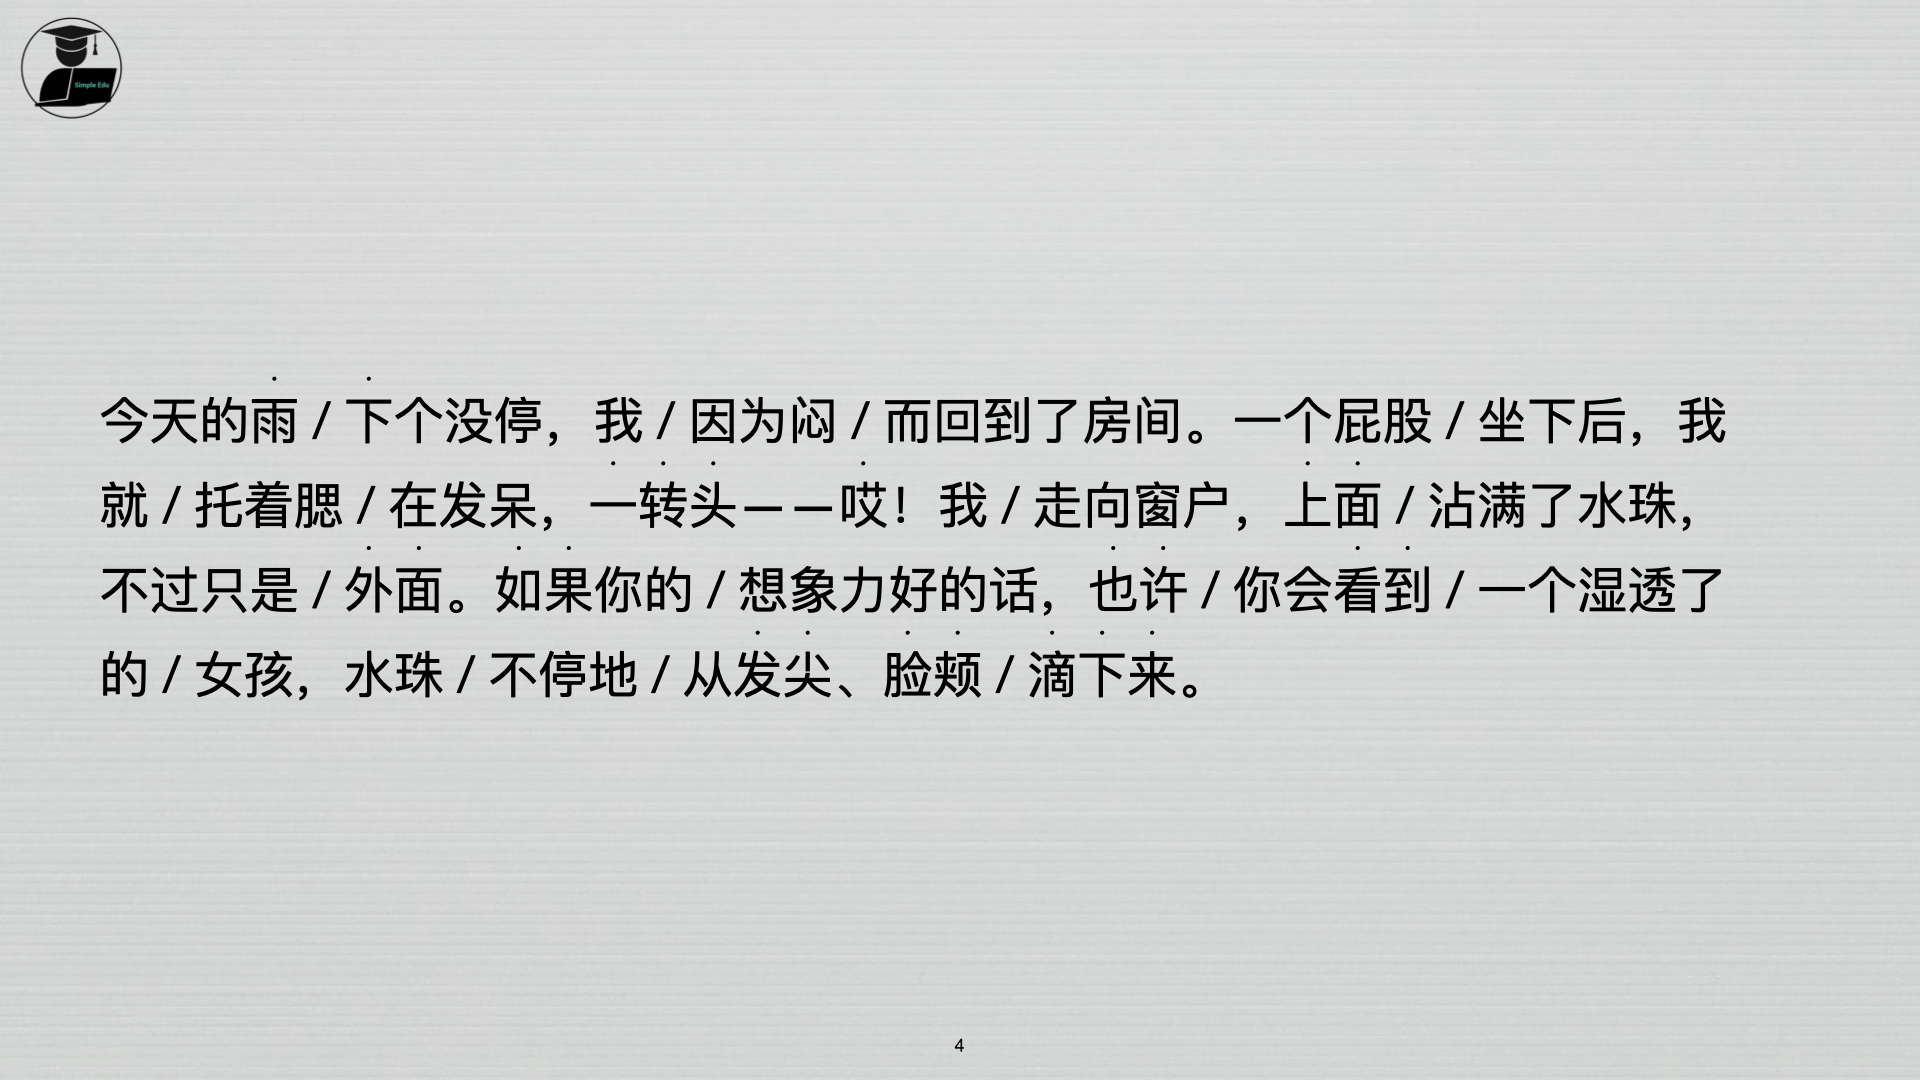 Simple Edu
今天的雨 / 下个没停，我 / 因为闷 / 而回到了房间。一个屁股 / 坐下后，我
就 / 托着腮 / 在发呆，一转头——哎！我 / 走向窗户，上面 / 沾满了水珠，
不过只是 / 外面。如果你的 / 想象力好的话，也许 / 你会看到 / 一个湿透了
的 / 女孩，水珠 / 不停地 / 从发尖、脸颊 / 滴下来。
4